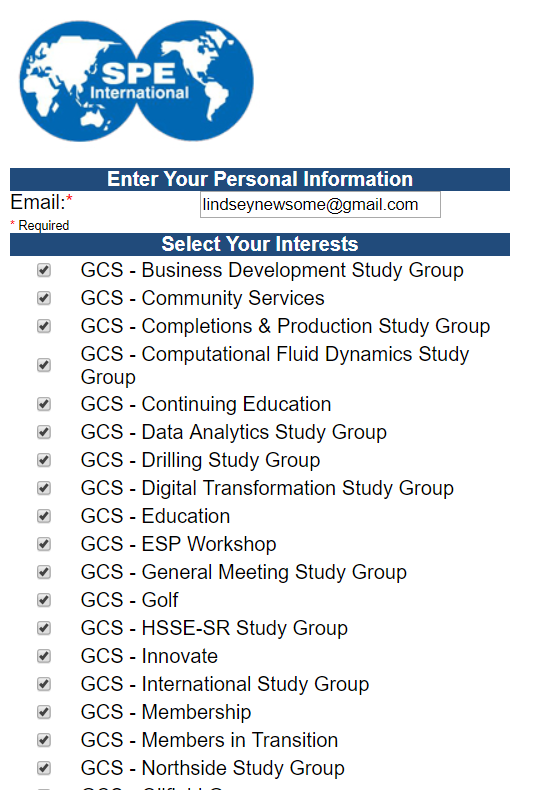 SPE
International
Enter Your Personal Information
Email:* lindseynewsome@gmail.com
* Required
Select Your Interests
GCS - Business Development Study Group
GCS - Community Services
GCS - Completions & Production Study Group
GCS - Computational Fluid Dynamics Study
Group
GCS - Continuing Education
GCS - Data Analytics Study Group
GCS - Drilling Study Group
GCS - Digital Transformation Study Group
GCS - Education
GCS - ESP Workshop
GCS - General Meeting Study Group
GCS - Golf
GCS - HSSE-SR Study Group
GCS - Innovate
GCS - International Study Group
GCS - Membership
GCS - Members in Transition
GCS - Northside Study Group